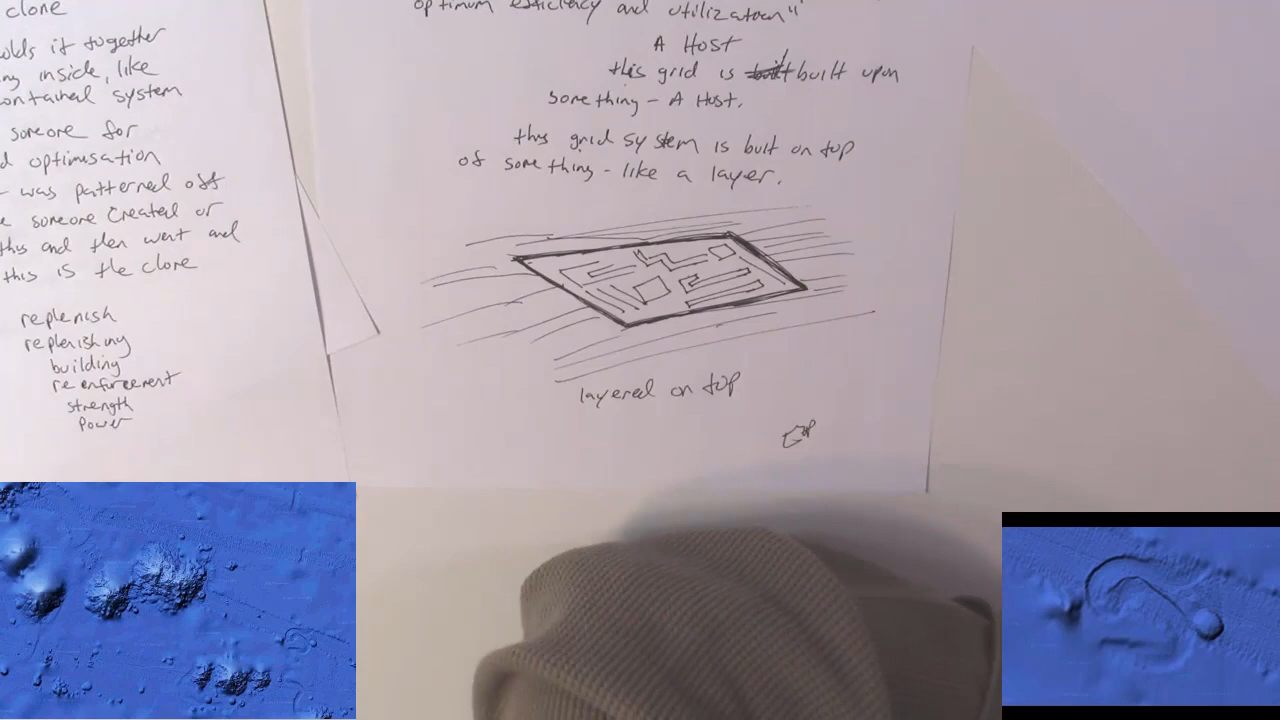 clone
olds it together
ng inside, like
ontained system
someone for
d optimisation
was patterned off
e someone created or
this and then went and
this is the clone
replenish
replenishing
building
re enforcement
strength
power
optimum efficiency and utilization"
A Host
this grid is built built upon
something - A Host.
this grid system is built on top
of something - like a layer.
layered on top